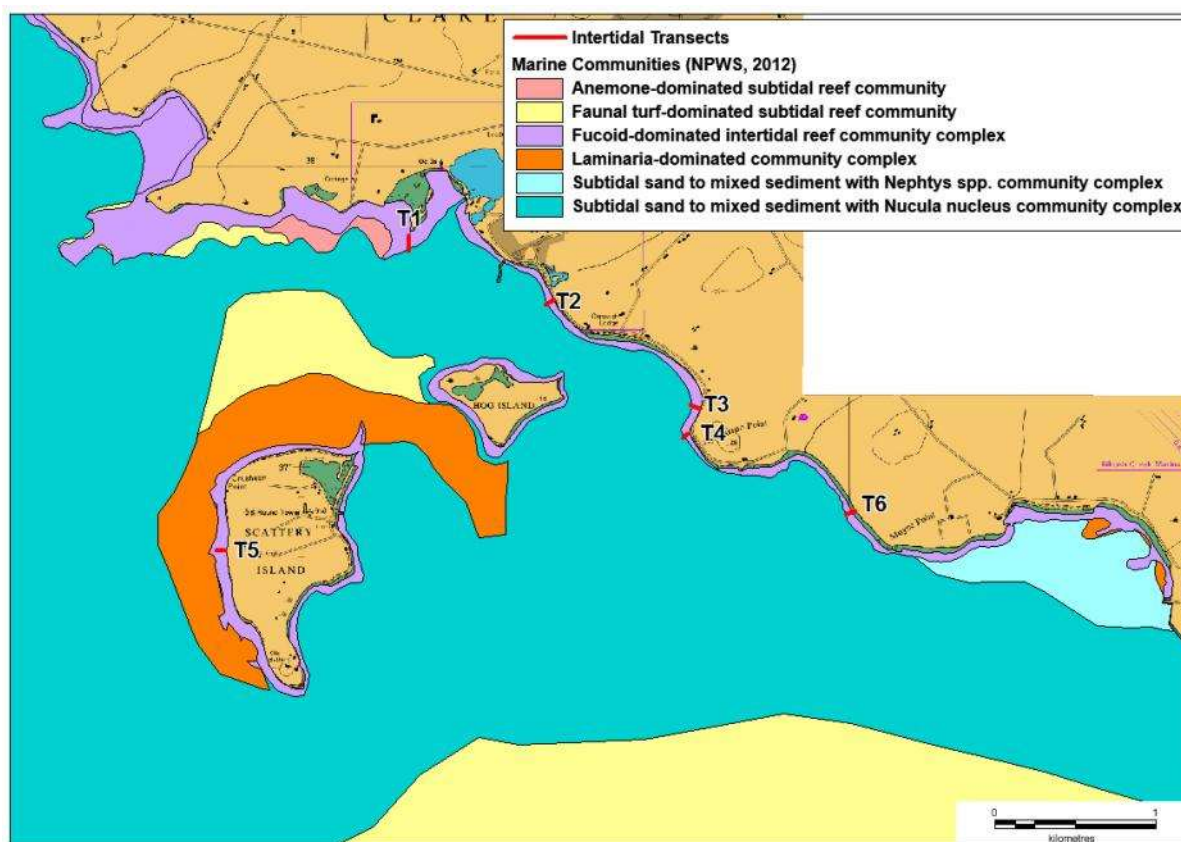 CLARE
Intertidal Transects
Marine Communities (NPWS, 2012)
Anemone-dominated subtidal reef community
Faunal turf-dominated subtidal reef community
Fucoid-dominated intertidal reef community complex
Laminaria-dominated community complex
Subtidal sand to mixed sediment with Nephtys spp. community complex
Subtidal sand to mixed sediment with Nucula nucleus community complex
T1
T2
HOG ISLAND
T3
T4
Point
T6
Moyne Point
T5
SCATTERY
ISLAND
0
1
kilometres